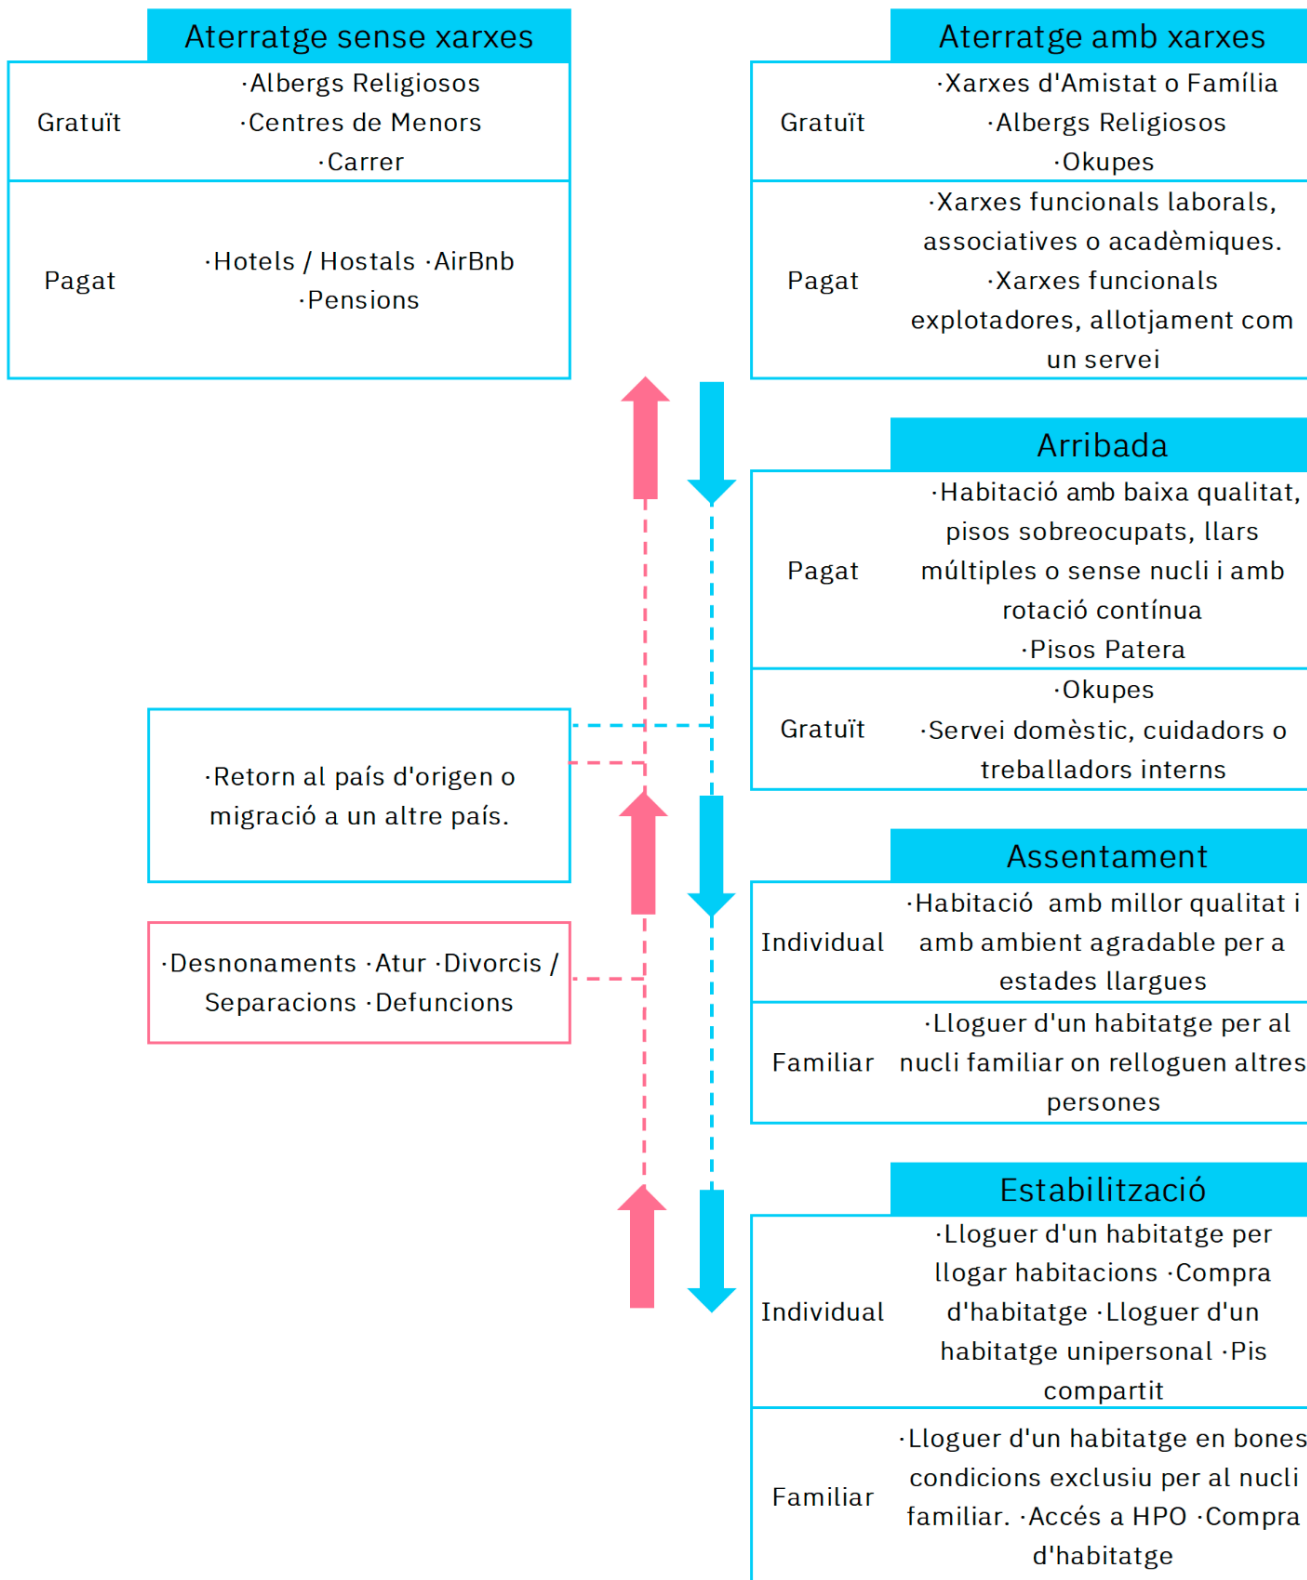 Aterratge sense xarxes
Gratuït
·Albergs Religiosos
·Centres de Menors
·Carrer
Pagat
·Hotels / Hostals ·AirBnb
·Pensions
Aterratge amb xarxes
Gratuït
·Xarxes d'Amistat o Família
·Albergs Religiosos
·Okupes
Pagat
·Xarxes funcionals laborals,
associatives o acadèmiques.
·Xarxes funcionals
explotadores, allotjament com
un servei
Arribada
Pagat
·Habitació amb baixa qualitat,
pisos sobreocupats, llars
múltiples o sense nucli i amb
rotació contínua
·Pisos Patera
Gratuït
·Okupes
·Servei domèstic, cuidadors o
treballadors interns
·Retorn al país d'origen o
migració a un altre país.
·Desnonaments ·Atur ·Divorcis /
Separacions ·Defuncions
Assentament
Individual
·Habitació amb millor qualitat i
amb ambient agradable per a
estades llargues
Familiar
·Lloguer d'un habitatge per al
nucli familiar on relloguen altres
persones
Estabilització
Individual
·Lloguer d'un habitatge per
llogar habitacions ·Compra
d'habitatge ·Lloguer d'un
habitatge unipersonal ·Pis
compartit
Familiar
·Lloguer d'un habitatge en bones
condicions exclusiu per al nucli
familiar. ·Accés a HPO ·Compra
d'habitatge